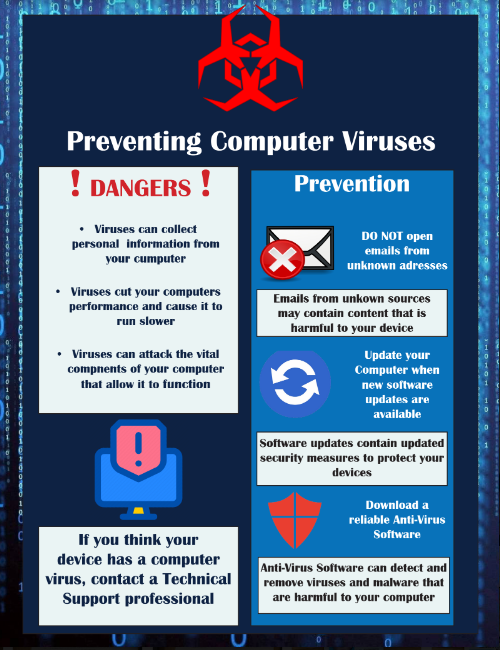 Preventing Computer Viruses
! DANGERS !
• Viruses can collect
personal information from
your cumputer
• Viruses cut your computers
performance and cause it to
run slower
• Viruses can attack the vital
compnents of your computer
that allow it to function
!
If you think your
device has a computer
virus, contact a Technical
Support professional
Prevention
DO NOT open
emails from
unknown adresses
Emails from unkown sources
may contain content that is
harmful to your device
Update your
Computer when
new software
updates are
available
Software updates contain updated
security measures to protect your
devices
Download a
reliable Anti-Virus
Software
Anti-Virus Software can detect and
remove viruses and malware that
are harmful to your computer